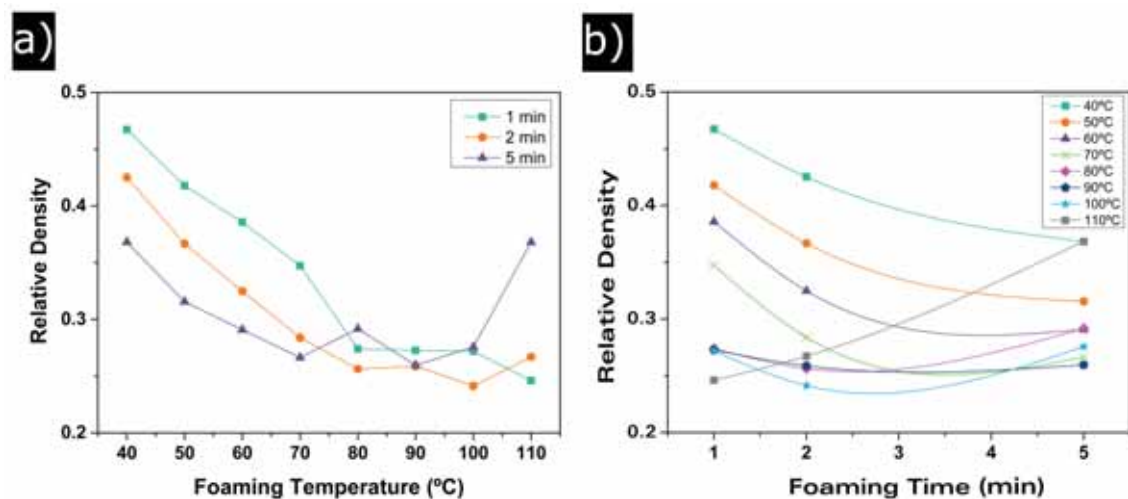 a)
0.5
0.4
0.3
0.2
Relative Density
1 min
2 min
5 min
40 50 60 70 80 90 100 110
Foaming Temperature (ºC)
b)
0.5
0.4
0.3
0.2
Relative Density
40ºC
50ºC
60ºC
70ºC
80ºC
90ºC
100ºC
110ºC
1 2 3 4 5
Foaming Time (min)